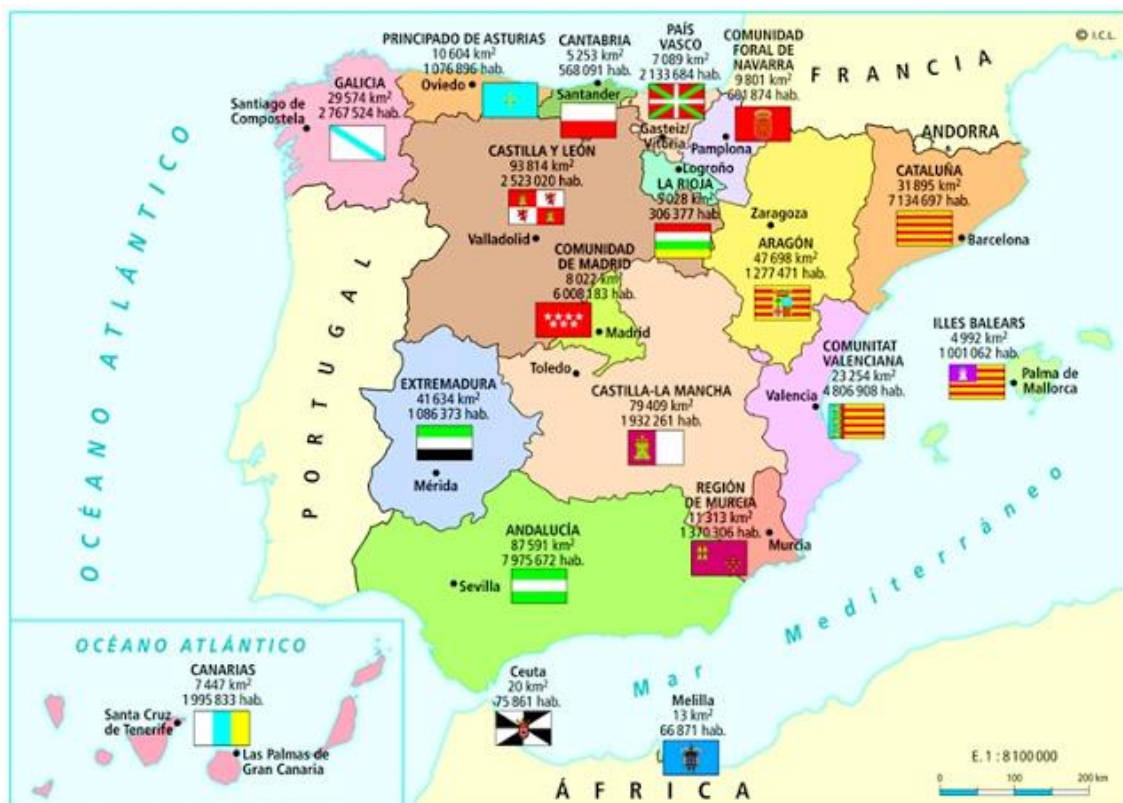 © I.C.L.
PRINCIPADO DE ASTURIAS
10 604 km²
1 076 896 hab.
Oviedo
CANTABRIA
5 253 km²
568 091 hab.
Santander
PAÍS
VASCO
7 089 km²
2 133 684 hab.
Gasteiz/
Vitoria
COMUNIDAD
FORAL DE
NAVARRA
9 801 km²
601 874 hab.
Pamplona
FRANCIA
ANDORRA
GALICIA
29 574 km²
2 767 524 hab.
Santiago de
Compostela
CASTILLA Y LEÓN
93 814 km²
2 523 020 hab.
Valladolid
Logroño
LA RIOJA
5 028 km²
306 377 hab.
Zaragoza
ARAGÓN
47 698 km²
1 277 471 hab.
CATALUÑA
31 895 km²
7 134 697 hab.
Barcelona
COMUNIDAD
DE MADRID
8 022 km²
6 008 183 hab.
Madrid
OCÉANO ATLÁNTICO
PORTUGAL
Toledo
EXTREMADURA
41 634 km²
1 086 373 hab.
Mérida
CASTILLA-LA MANCHA
79 409 km²
1 932 261 hab.
COMUNITAT
VALENCIANA
23 254 km²
4 806 908 hab.
Valencia
ILLES BALEARS
4 992 km²
1 001 062 hab.
Palma de
Mallorca
REGIÓN
DE MURCIA
11 313 km²
1 370 306 hab.
Murcia
ANDALUCÍA
87 591 km²
7 975 672 hab.
Sevilla
Mar Mediterráneo
OCÉANO ATLÁNTICO
CANARIAS
7 447 km²
1 995 833 hab.
Santa Cruz
de Tenerife
Las Palmas de
Gran Canaria
Ceuta
20 km²
75 861 hab.
Melilla
13 km²
66 871 hab.
ÁFRICA
E. 1 : 8 100 000
0 100 200 km